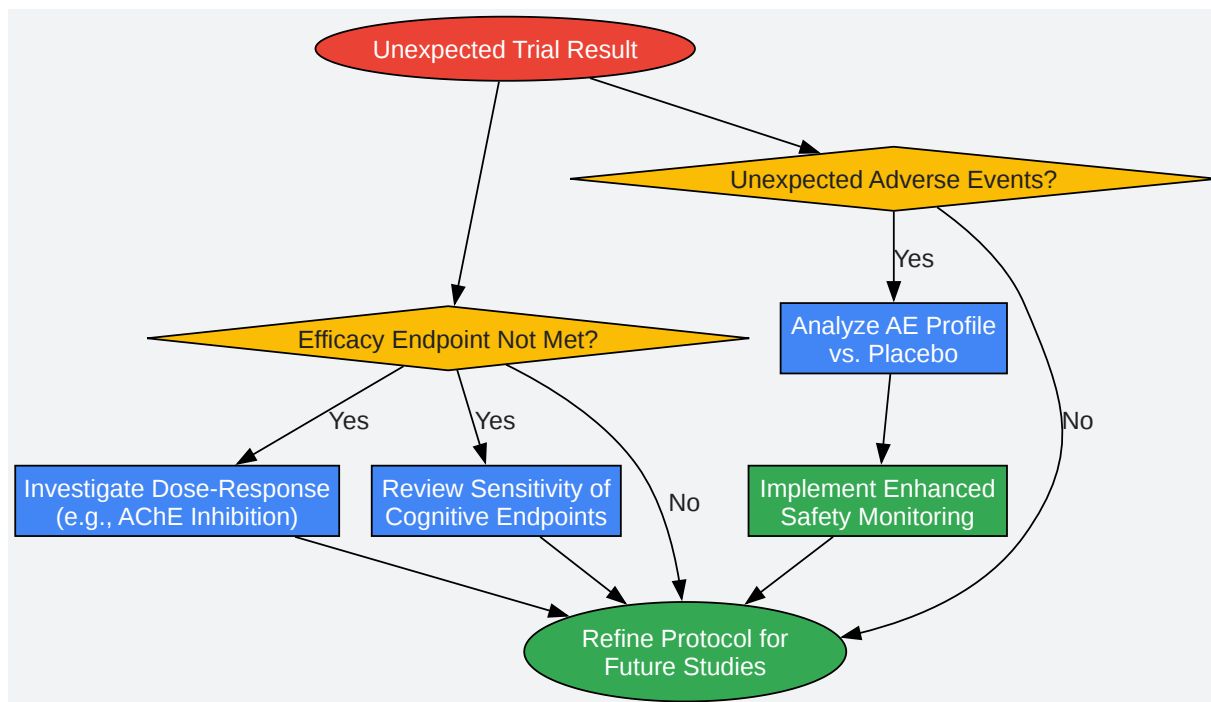 Unexpected Trial Result
Unexpected Adverse Events?
Yes
Efficacy Endpoint Not Met?
Analyze AE Profile
vs. Placebo
Yes
Yes
No
No
Investigate Dose-Response
(e.g., AChE Inhibition)
Review Sensitivity of
Cognitive Endpoints
Implement Enhanced
Safety Monitoring
Refine Protocol for
Future Studies